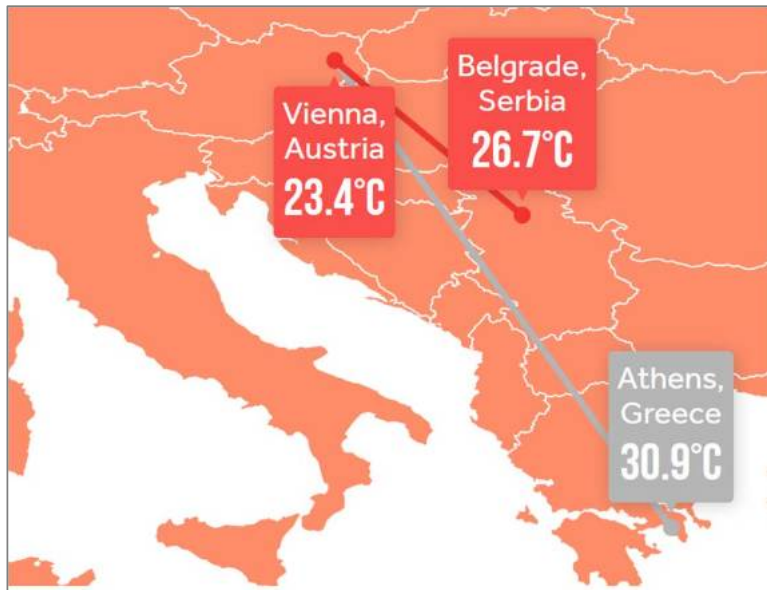 Belgrade,
Serbia
26.7°C
Vienna,
Austria
23.4°C
Athens,
Greece
30.9°C